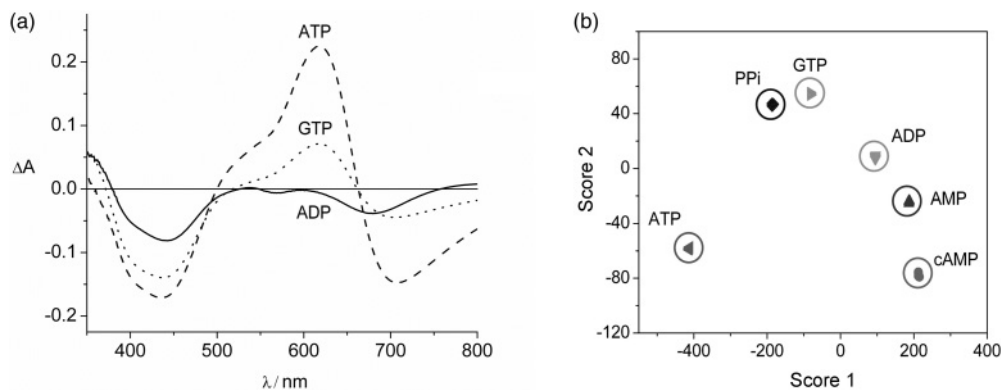 (a)
ΔA
0.2
0.1
0.0
-0.1
-0.2
ATP
GTP
ADP
400 500 600 700 800
λ/nm
(b)
Score 2
80
40
0
-40
-80
-120
PPi
GTP
ADP
AMP
ATP
cAMP
-400 -200 0 200 400
Score 1